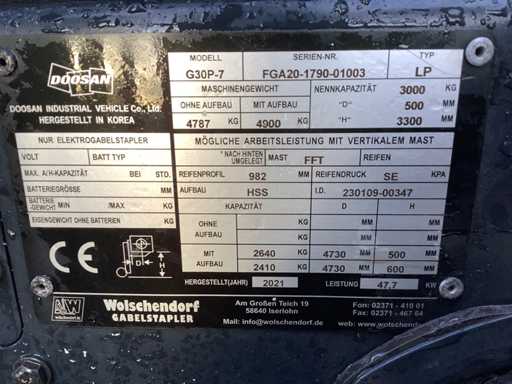 MODELL SERIEN-NR. TYP
G30P-7 FGA20-1790-01003 LP
DOOSAN
DOOSAN INDUSTRIAL VEHICLE Co., Ltd.
HERGESTELLT IN KOREA
MASCHINENGEWICHT NENNKAPAZITÄT 3000 KG
OHNE AUFBAU MIT AUFBAU "D" 500 MM
4787 KG 4900 KG "H" 3300 MM
NUR ELEKTROGABELSTAPLER
VOLT BATT TYP
MAX. A/H-KAPAZITÄT BEI STD.
BATTERIEGRÖSSE MM
BATTERIE-GEWICHT MIN /MAX. KG
EIGENGEWICHT OHNE BATTERIEN KG
MÖGLICHE ARBEITSLEISTUNG MIT VERTIKALEM MAST
* NACH HINTEN UMGELEGT MAST FFT REIFEN
REIFENPROFIL 982 MM REIFENDRUCK SE KPA
AUFBAU HSS I.D. 230109-00347
KAPAZITÄT D H
OHNE AUFBAU KG MM MM
KG MM MM
MIT AUFBAU 2640 KG 4730 MM 500 MM
2410 KG 4730 MM 600 MM
CE D H
HERGESTELLT(JAHR) 2021 LEISTUNG 47,7 KW
Wolschendorf
GABELSTAPLER
wolschendorf.de
Am Großen Teich 19
58640 Iserlohn
Mail: info@wolschendorf.de
Fon: 02371 - 410 01
Fax: 02371 - 467 64
web: www.wolschendorf.de